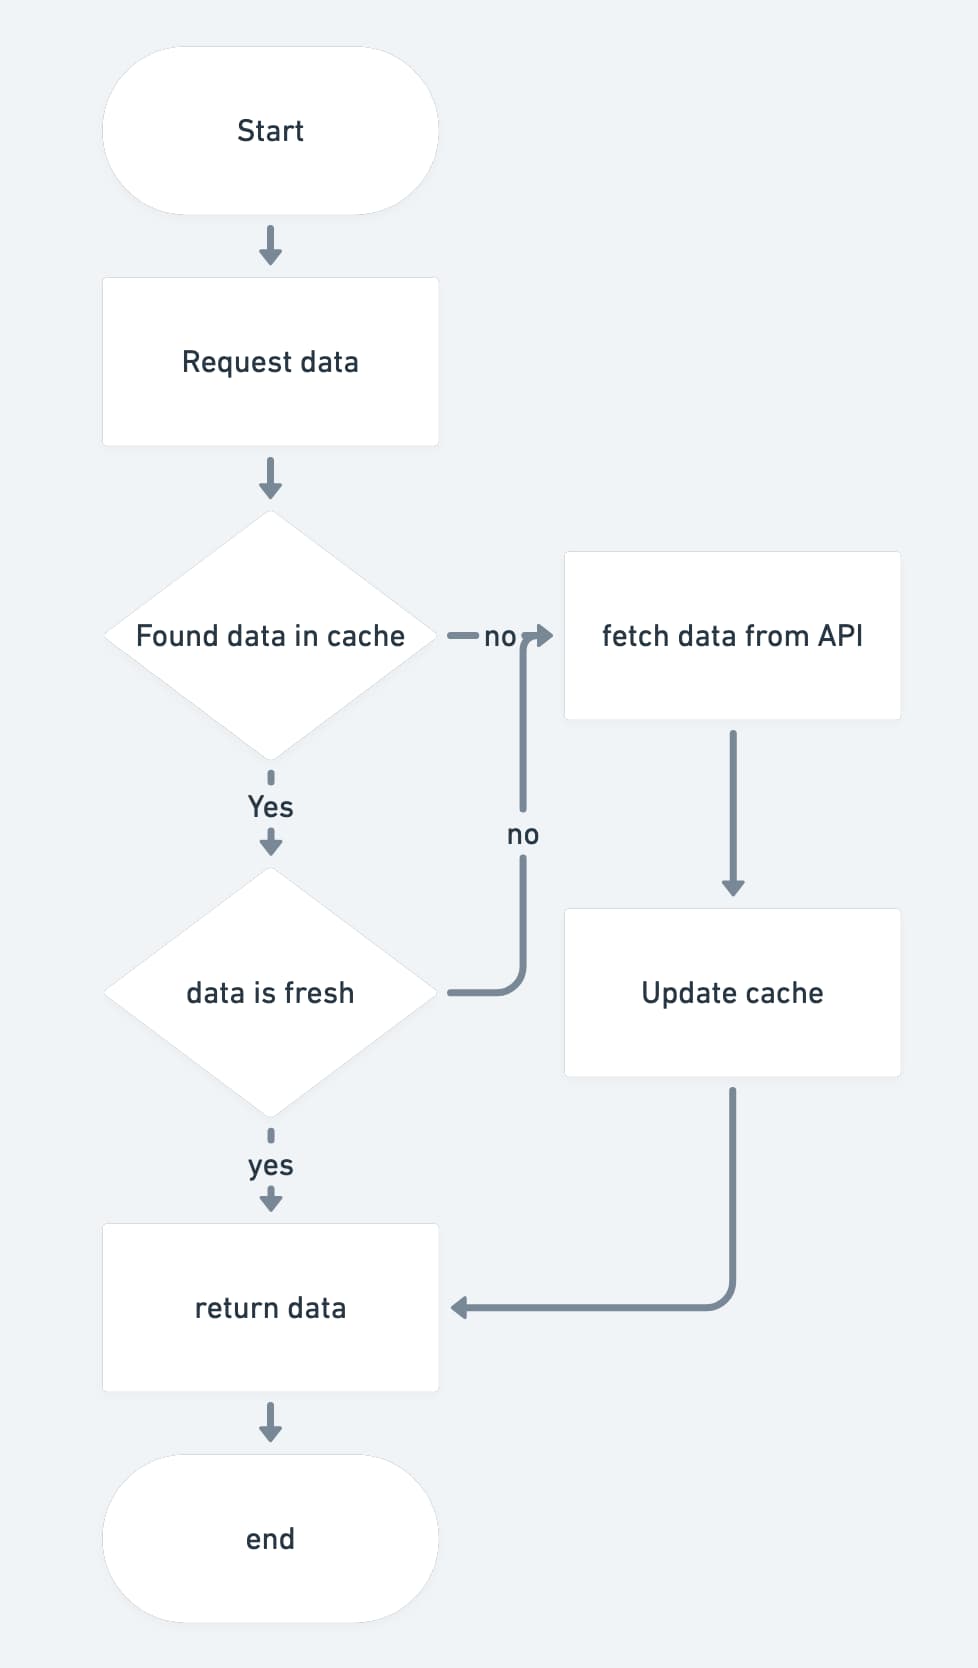 Start
Request data
Found data in cache
no
fetch data from API
Yes
no
data is fresh
Update cache
yes
return data
end